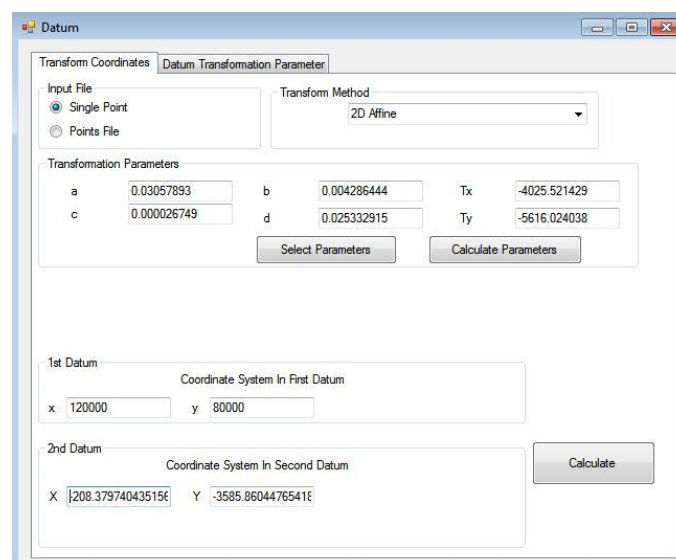 Datum
Transform Coordinates Datum Transformation Parameter
Input File
Single Point
Points File
Transform Method
2D Affine
Transformation Parameters
a 0.03057893 b 0.004286444 Tx -4025.521429
c 0.000026749 d 0.025332915 Ty -5616.024038
Select Parameters Calculate Parameters
1st Datum
Coordinate System In First Datum
x 120000 y 80000
2nd Datum
Coordinate System In Second Datum
X -208.379740435156 Y -3585.86044765418
Calculate